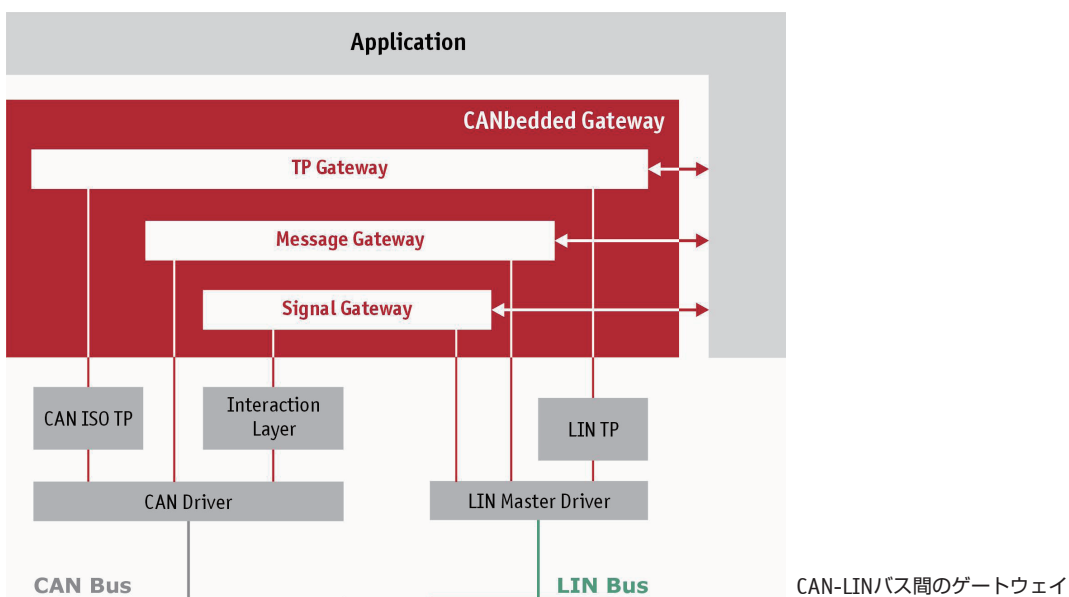 Application
CANbedded Gateway
TP Gateway
Message Gateway
Signal Gateway
CAN ISO TP
Interaction
Layer
LIN TP
CAN Driver
LIN Master Driver
CAN Bus
LIN Bus
CAN-LINバス間のゲートウェイ